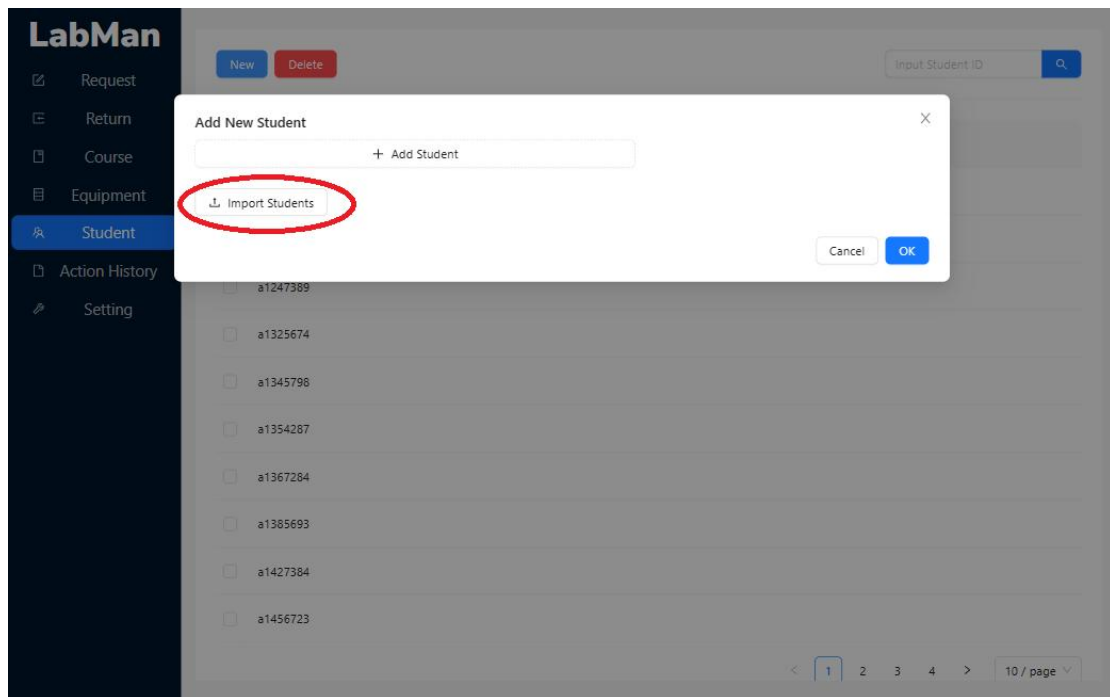 LabMan
Request
Return
Course
Equipment
Student
Action History
Setting
New Delete
Input Student ID
Add New Student
+ Add Student
Import Students
Cancel OK
a1247389
a1325674
a1345798
a1354287
a1367284
a1385693
a1427384
a1456723
< 1 2 3 4 > 10 / page